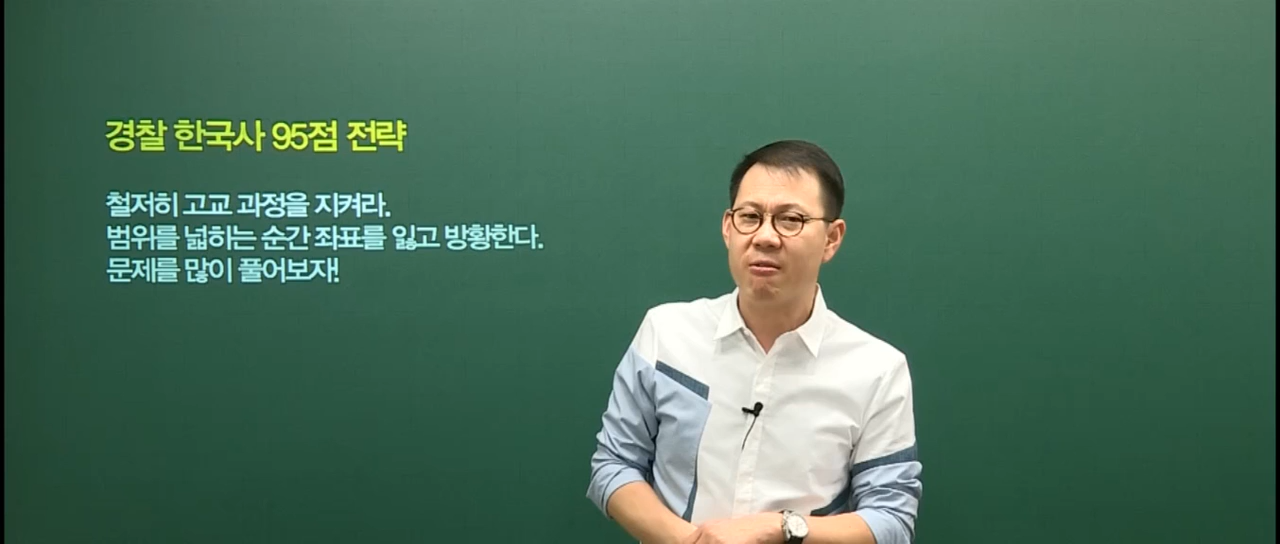 경찰 한국사 95점 전략
철저히 고교 과정을 지켜라.
범위를 넓히는 순간 좌표를 잃고 방황한다.
문제를 많이 풀어보자!